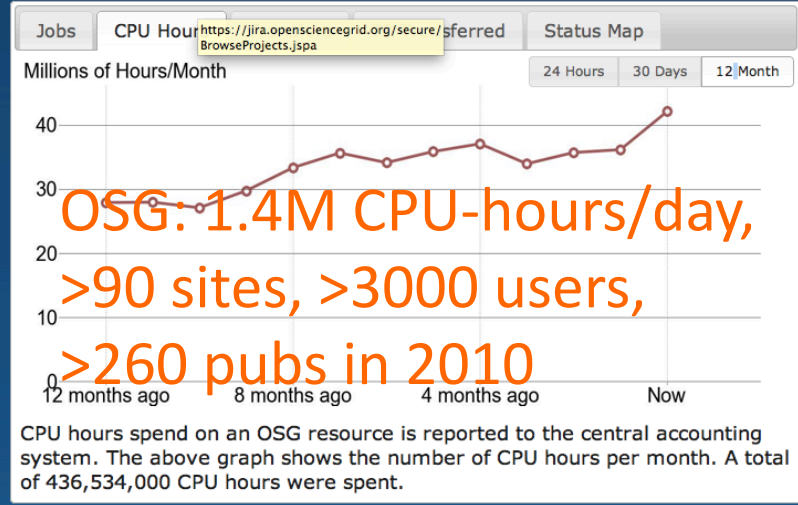 Jobs CPU Hour sferred Status Map
https://jira.opensciencegrid.org/secure/
BrowseProjects.jspa
Millions of Hours/Month 24 Hours 30 Days 12 Month
40
30
OSG: 1.4M CPU-hours/day,
20
>90 sites, >3000 users,
10
>260 pubs in 2010
0
12 months ago 8 months ago 4 months ago Now
CPU hours spend on an OSG resource is reported to the central accounting
system. The above graph shows the number of CPU hours per month. A total
of 436,534,000 CPU hours were spent.